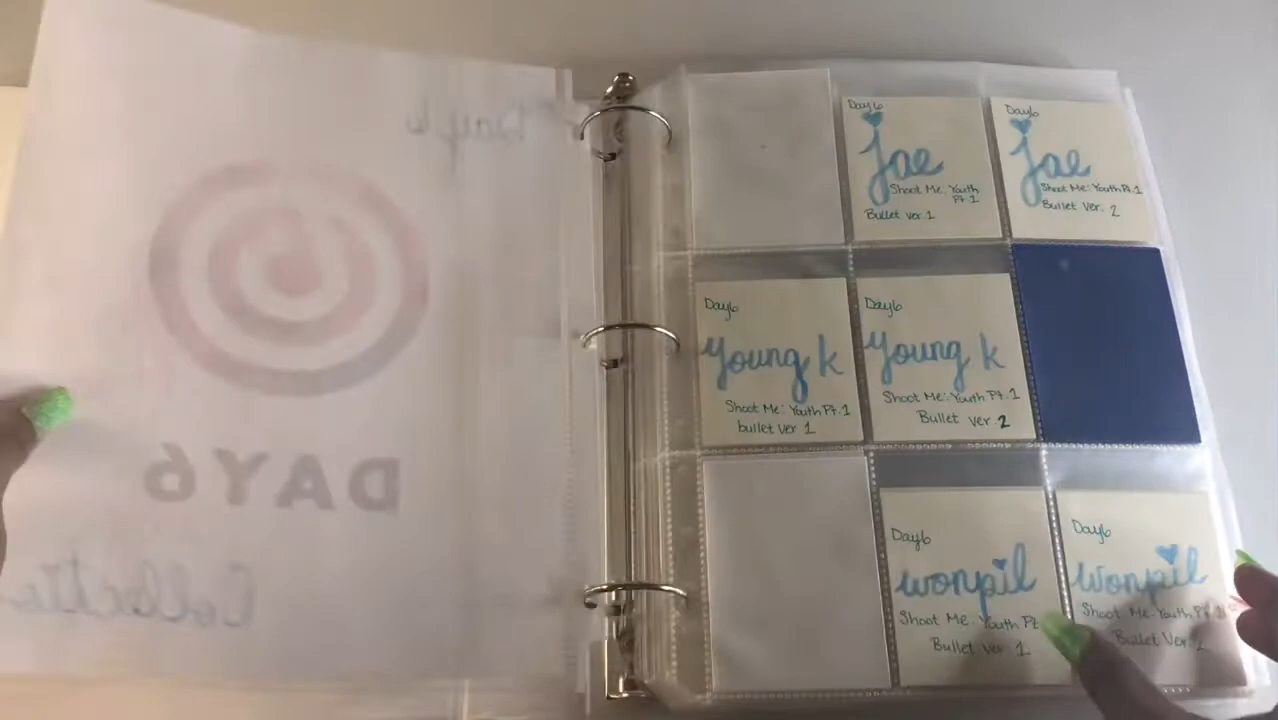 Day6
DAY6
Collect
Day6
Jae
Shoot Me: Youth
Pt. 1
Bullet ver. 1
Day6
Jae
Shoot Me: Youth Pt. 1
Bullet Ver. 2
Day6
young k
Shoot Me: Youth Pt. 1
bullet ver 1
Day6
young k
Shoot Me: Youth Pt. 1
Bullet ver. 2
Day6
wonpil
Shoot Me: Youth Pt
Bullet Ver 1.
Day6
wonpil
Shoot Me: Youth Pt
Bullet Ver.